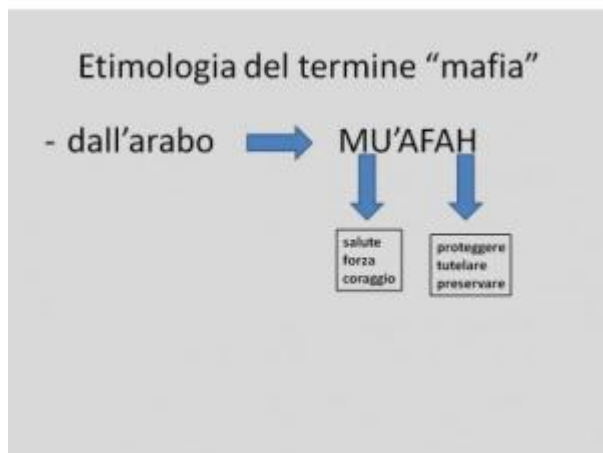 Etimologia del termine “mafia”
- dall’arabo MU’AFAH
salute
forza
coraggio
proteggere
tutelare
preservare